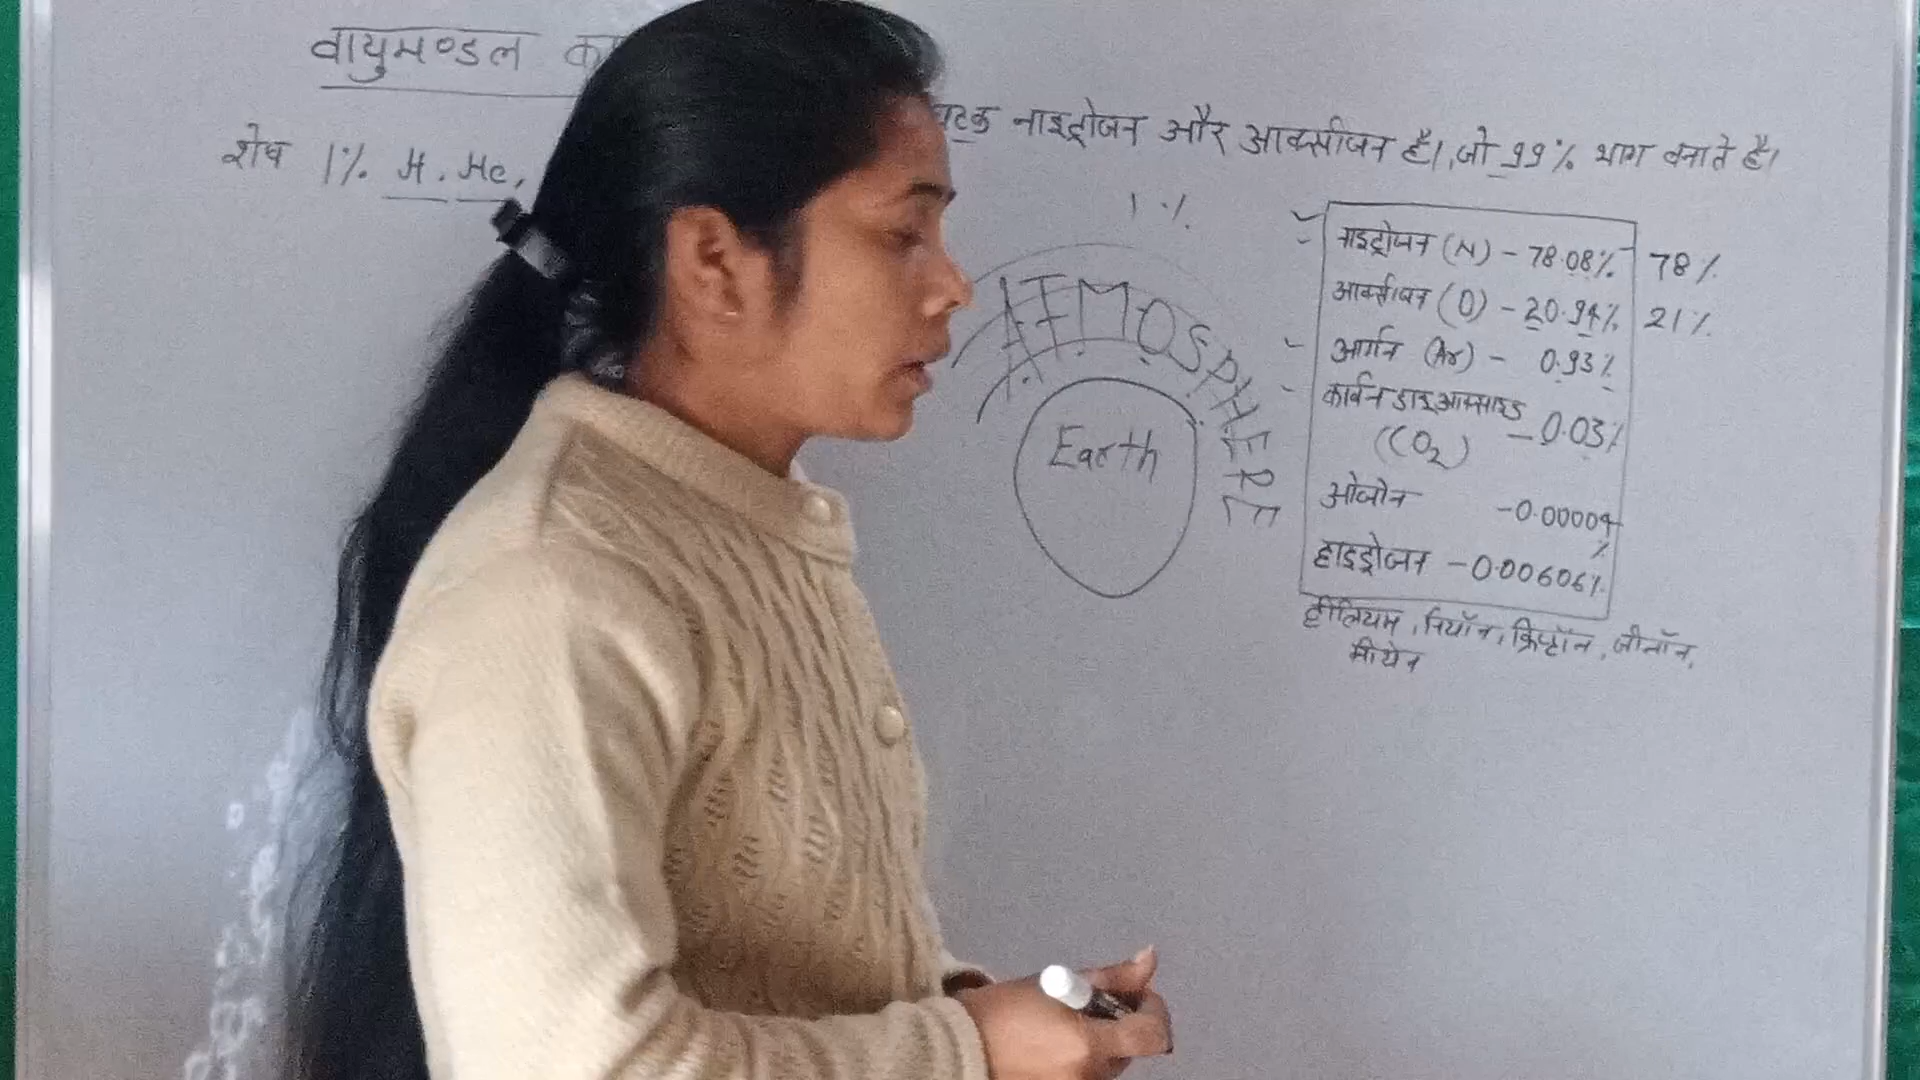 वायुमण्डल
घटक नाइट्रोजन और आक्सीजन है। जो 99% भाग बनाते है।
शेष 1% H. He,
1%
नाइट्रोजन (N) - 78.08% 78%
आक्सीजन (O) - 20.94% 21%
आर्गन (Ar) - 0.93%
कार्बन डाइआक्साइड - 0.03%
(CO2)
ओजोन - 0.00004
%
हाइड्रोजन - 0.00606%
हीलियम, नियॉन, क्रिप्टॉन, जीनॉन,
मीथेन
ATMOSPHERE
Earth